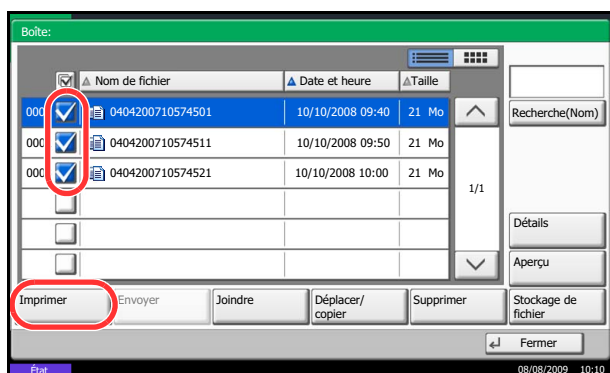 Boîte:
Nom de fichier Date et heure Taille
000 0404200710574501 10/10/2008 09:40 21 Mo Recherche(Nom)
000 0404200710574511 10/10/2008 09:50 21 Mo
000 0404200710574521 10/10/2008 10:00 21 Mo
1/1
Détails
Aperçu
Imprimer Envoyer Joindre Déplacer/ copier Supprimer Stockage de fichier
Fermer
État 08/08/2009 10:10